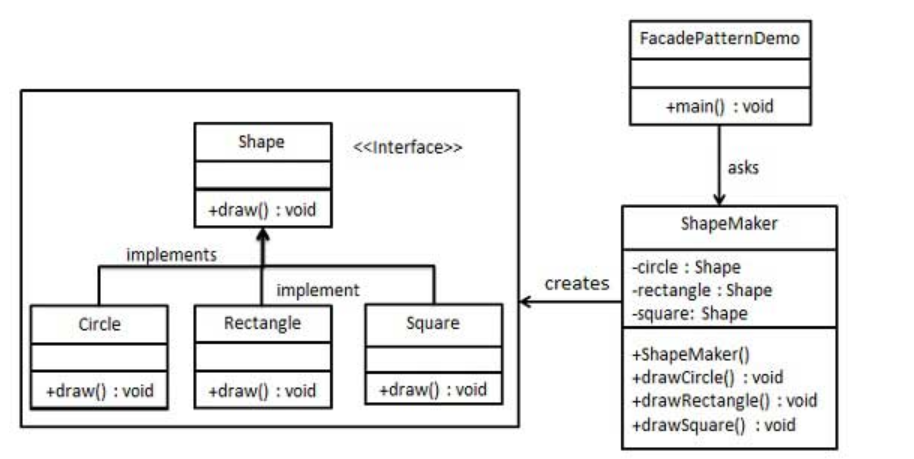 FacadePatternDemo
+main() : void
asks
Shape
<<Interface>>
+draw() : void
implements
implement
Circle
+draw() : void
Rectangle
+draw() : void
Square
+draw() : void
creates
ShapeMaker
-circle : Shape
-rectangle : Shape
-square: Shape
+ShapeMaker()
+drawCircle() : void
+drawRectangle() : void
+drawSquare() : void